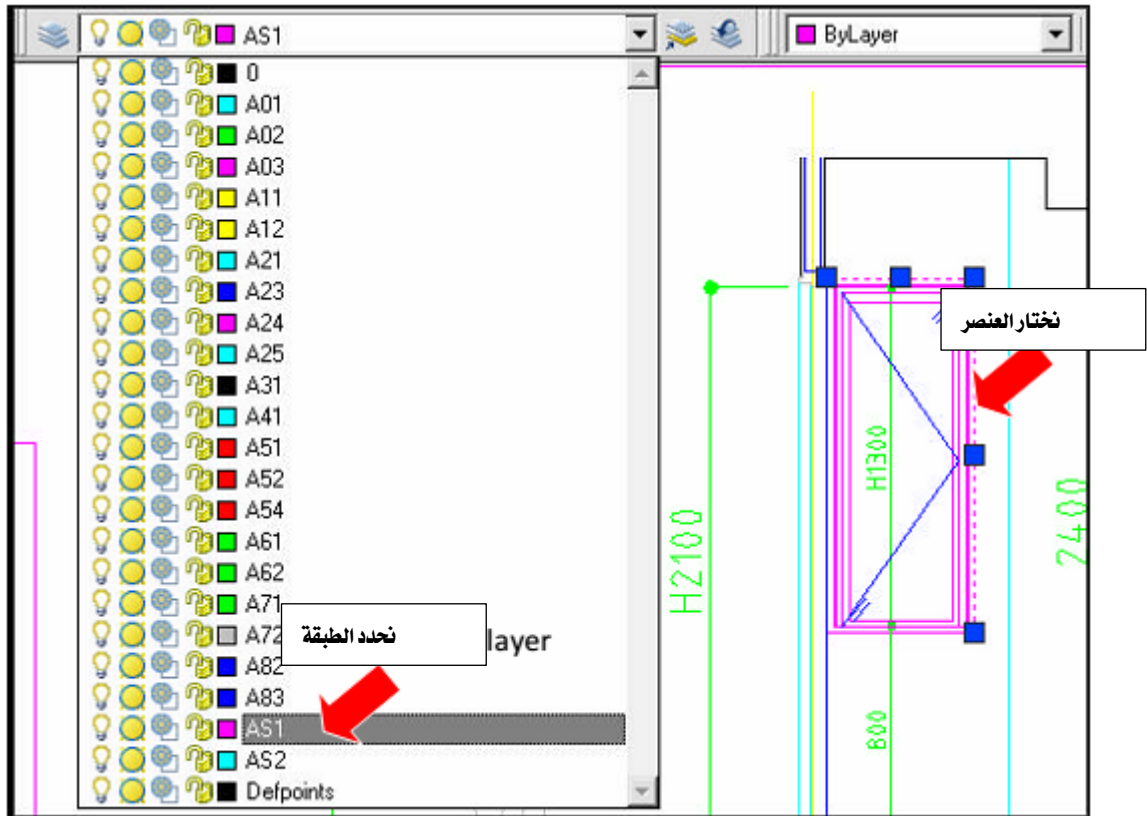 AS1
ByLayer
0
A01
A02
A03
A11
A12
A21
A23
A24
A25
A31
A41
A51
A52
A54
A61
A62
A71
A72
layer
A82
A83
AS1
AS2
Defpoints
نحدد الطبقة
نختار العنصر
H1300
H2100
2400
800